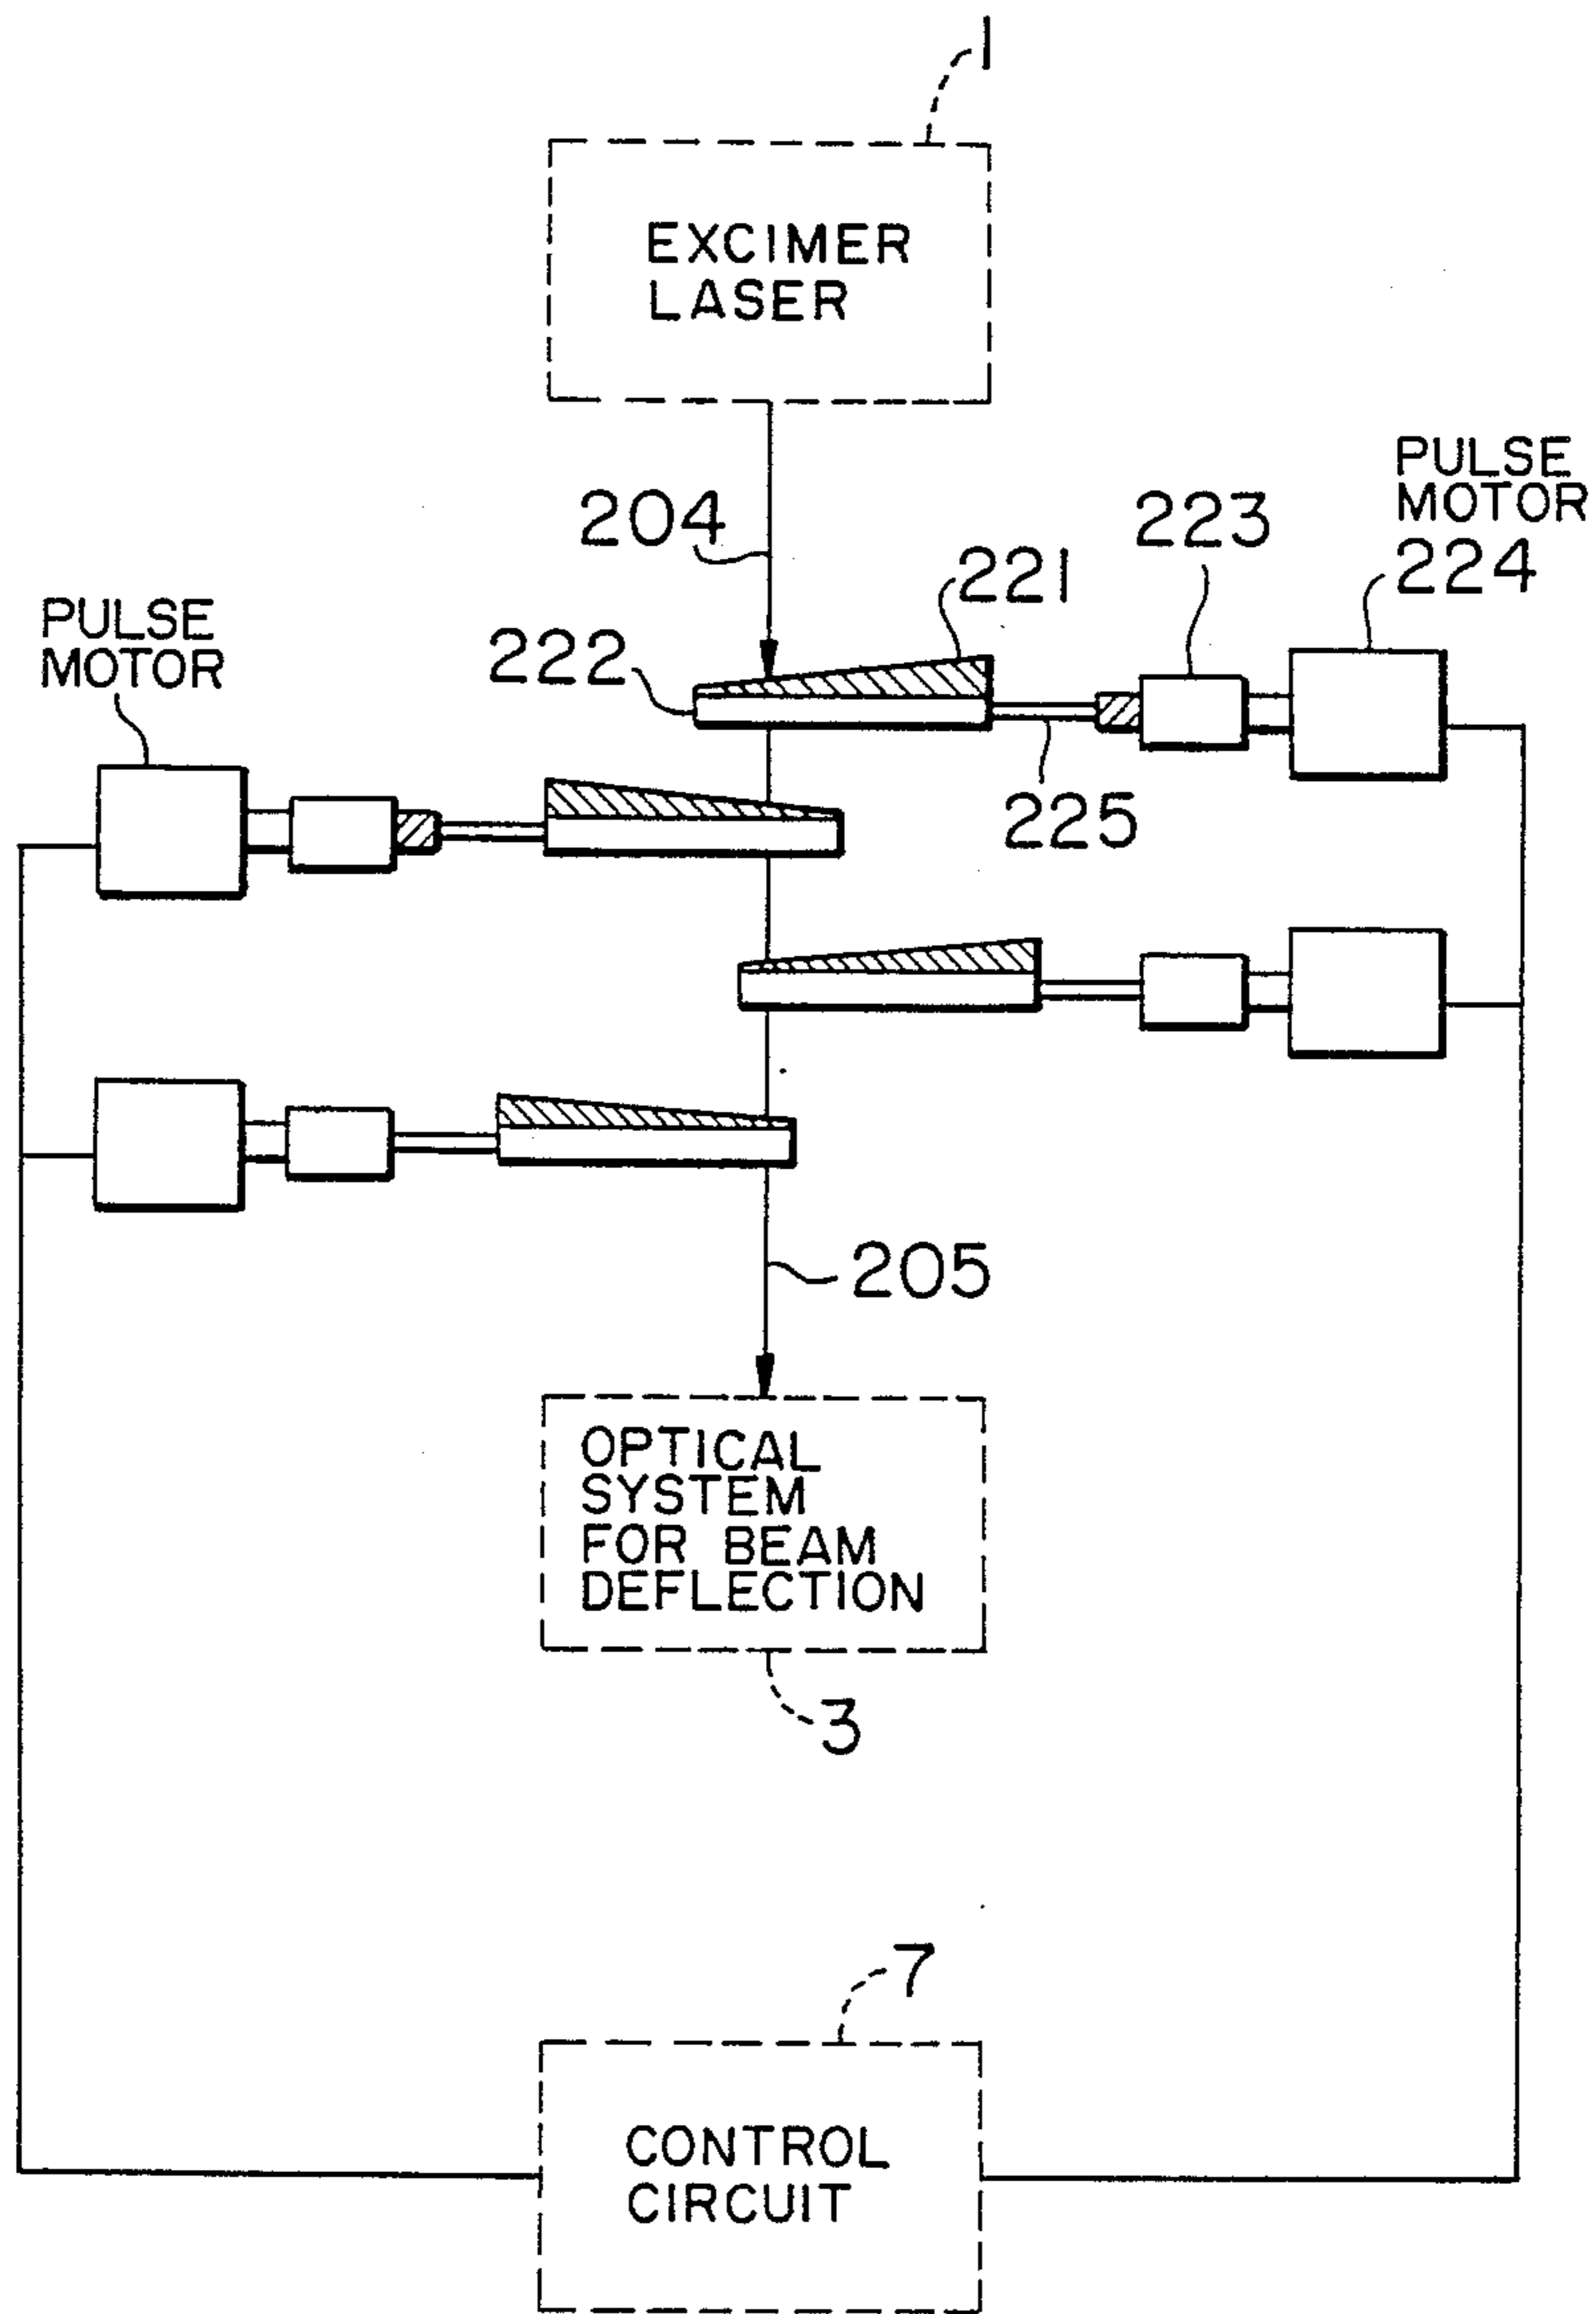 1
EXCIMER
LASER
PULSE
MOTOR
224
204
223
221
PULSE
MOTOR
222
225
205
OPTICAL
SYSTEM
FOR BEAM
DEFLECTION
3
7
CONTROL
CIRCUIT